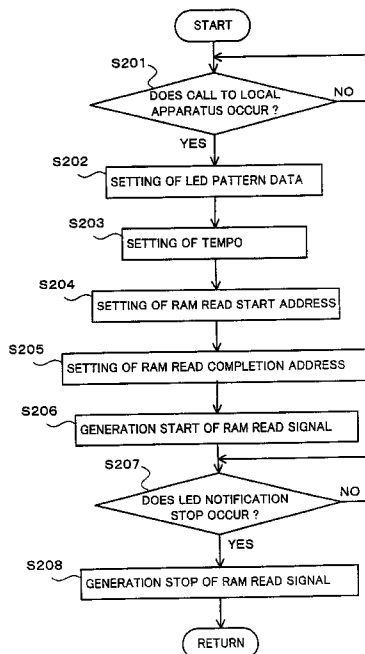 START
S201
DOES CALL TO LOCAL
APPARATUS OCCUR ?
NO
YES
S202
SETTING OF LED PATTERN DATA
S203
SETTING OF TEMPO
S204
SETTING OF RAM READ START ADDRESS
S205
SETTING OF RAM READ COMPLETION ADDRESS
S206
GENERATION START OF RAM READ SIGNAL
S207
DOES LED NOTIFICATION
STOP OCCUR ?
NO
YES
S208
GENERATION STOP OF RAM READ SIGNAL
RETURN